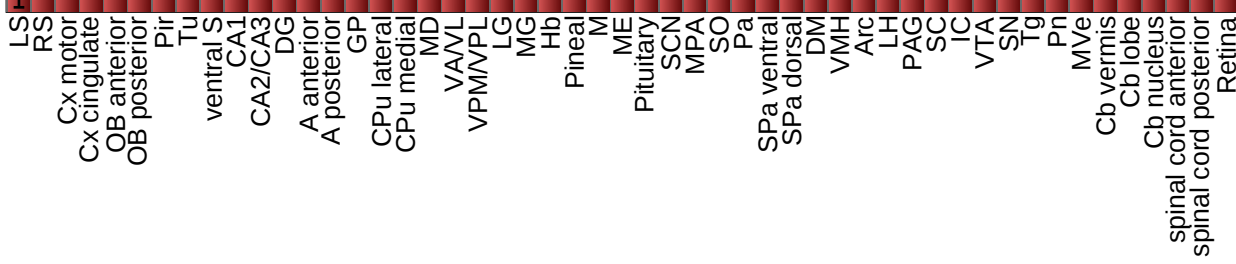 LS
RS
Cx motor
Cx cingulate
OB anterior
OB posterior
Pir
Tu
ventral S
CA1
CA2/CA3
DG
A anterior
A posterior
GP
CPu lateral
CPu medial
MD
VA/VL
VPM/VPL
LG
MG
Hb
Pineal
M
ME
Pituitary
SCN
MPA
SO
Pa
SPa ventral
SPa dorsal
DM
VMH
Arc
LH
PAG
SC
IC
VTA
SN
Tg
Pn
MVe
Cb vermis
Cb lobe
Cb nucleus
spinal cord anterior
spinal cord posterior
Retina